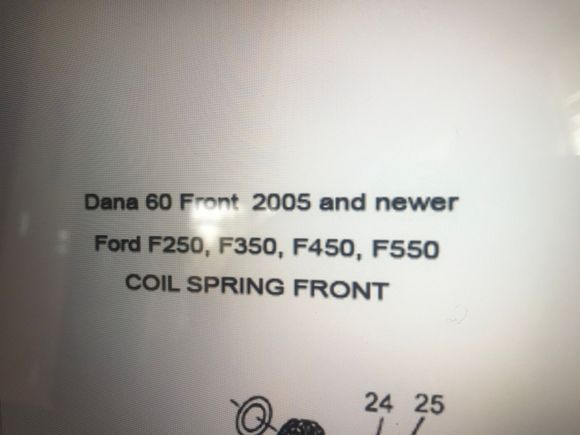 Dana 60 Front 2005 and newer
Ford F250, F350, F450, F550
COIL SPRING FRONT
24 25